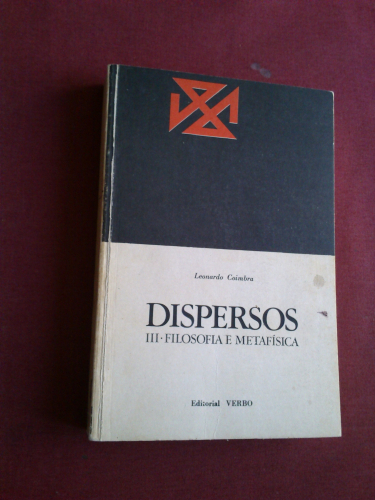 Leonardo Coimbra
DISPERSOS
III · FILOSOFIA E METAFÍSICA
Editorial VERBO